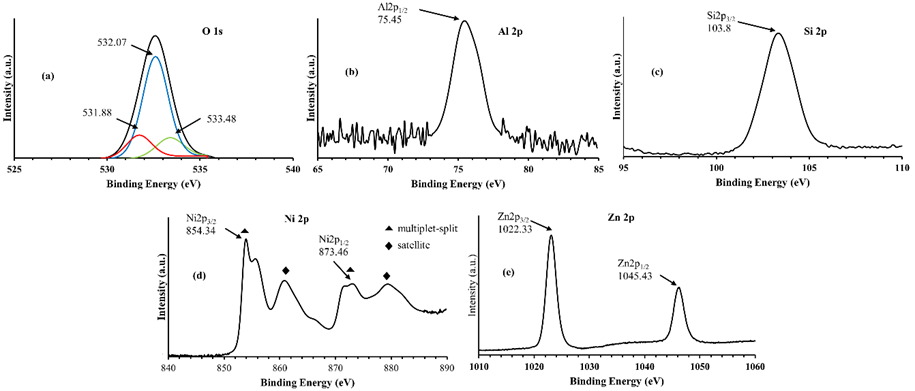 O 1s
532.07
(a)
531.88
533.48
Intensity (a.u.)
525
530
535
540
Binding Energy (eV)
Al2p1/2
75.45
Al 2p
(b)
Intensity (a.u.)
65
70
75
80
85
Binding Energy (eV)
Si2p3/2
103.8
Si 2p
(c)
Intensity (a.u.)
95
100
105
110
Binding Energy (eV)
Ni 2p
Ni2p3/2
854.34
Ni2p1/2
873.46
multiplet-split
satellite
(d)
Intensity (a.u.)
840
850
860
870
880
890
Binding Energy (eV)
Zn2p3/2
1022.33
Zn 2p
Zn2p1/2
1045.43
(e)
Intensity (a.u.)
1010
1020
1030
1040
1050
1060
Binding Energy (eV)